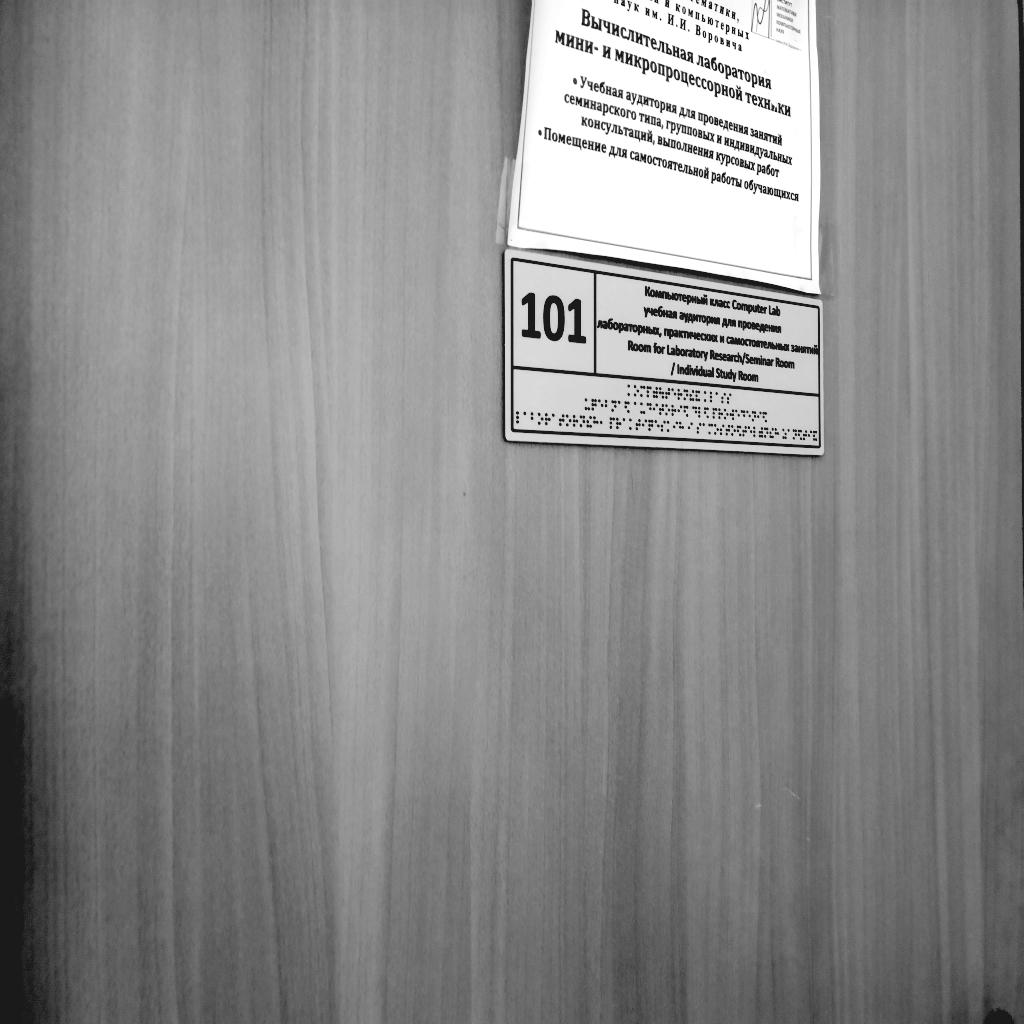 и компьютерных
наук им. И.И. Воровича
Вычислительная лаборатория
мини- и микропроцессорной техники
• Учебная аудитория для проведения занятий
семинарского типа, групповых и индивидуальных
консультаций, выполнения курсовых работ
• Помещение для самостоятельной работы обучающихся
101
Компьютерный класс Computer Lab
учебная аудитория для проведения
лабораторных, практических и самостоятельных занятий
Room for Laboratory Research/Seminar Room
/ Individual Study Room